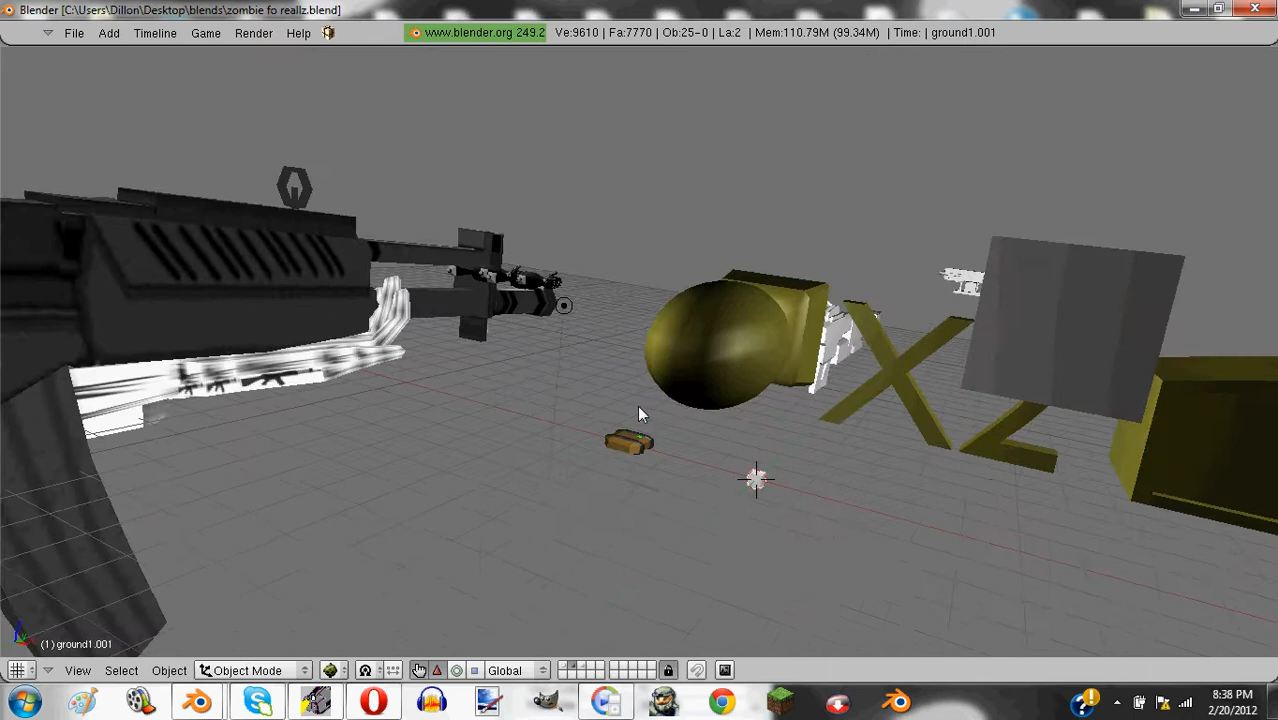 Blender [C:\Users\Dillon\Desktop\blends\zombie fo reallz.blend]
File Add Timeline Game Render Help www.blender.org 249.2 Ve:9610 | Fa:7770 | Ob:25-0 | La:2 | Mem:110.79M (99.34M) | Time: | ground1.001
XZ
(1) ground1.001
View Select Object Object Mode Global
8:38 PM
2/20/2012